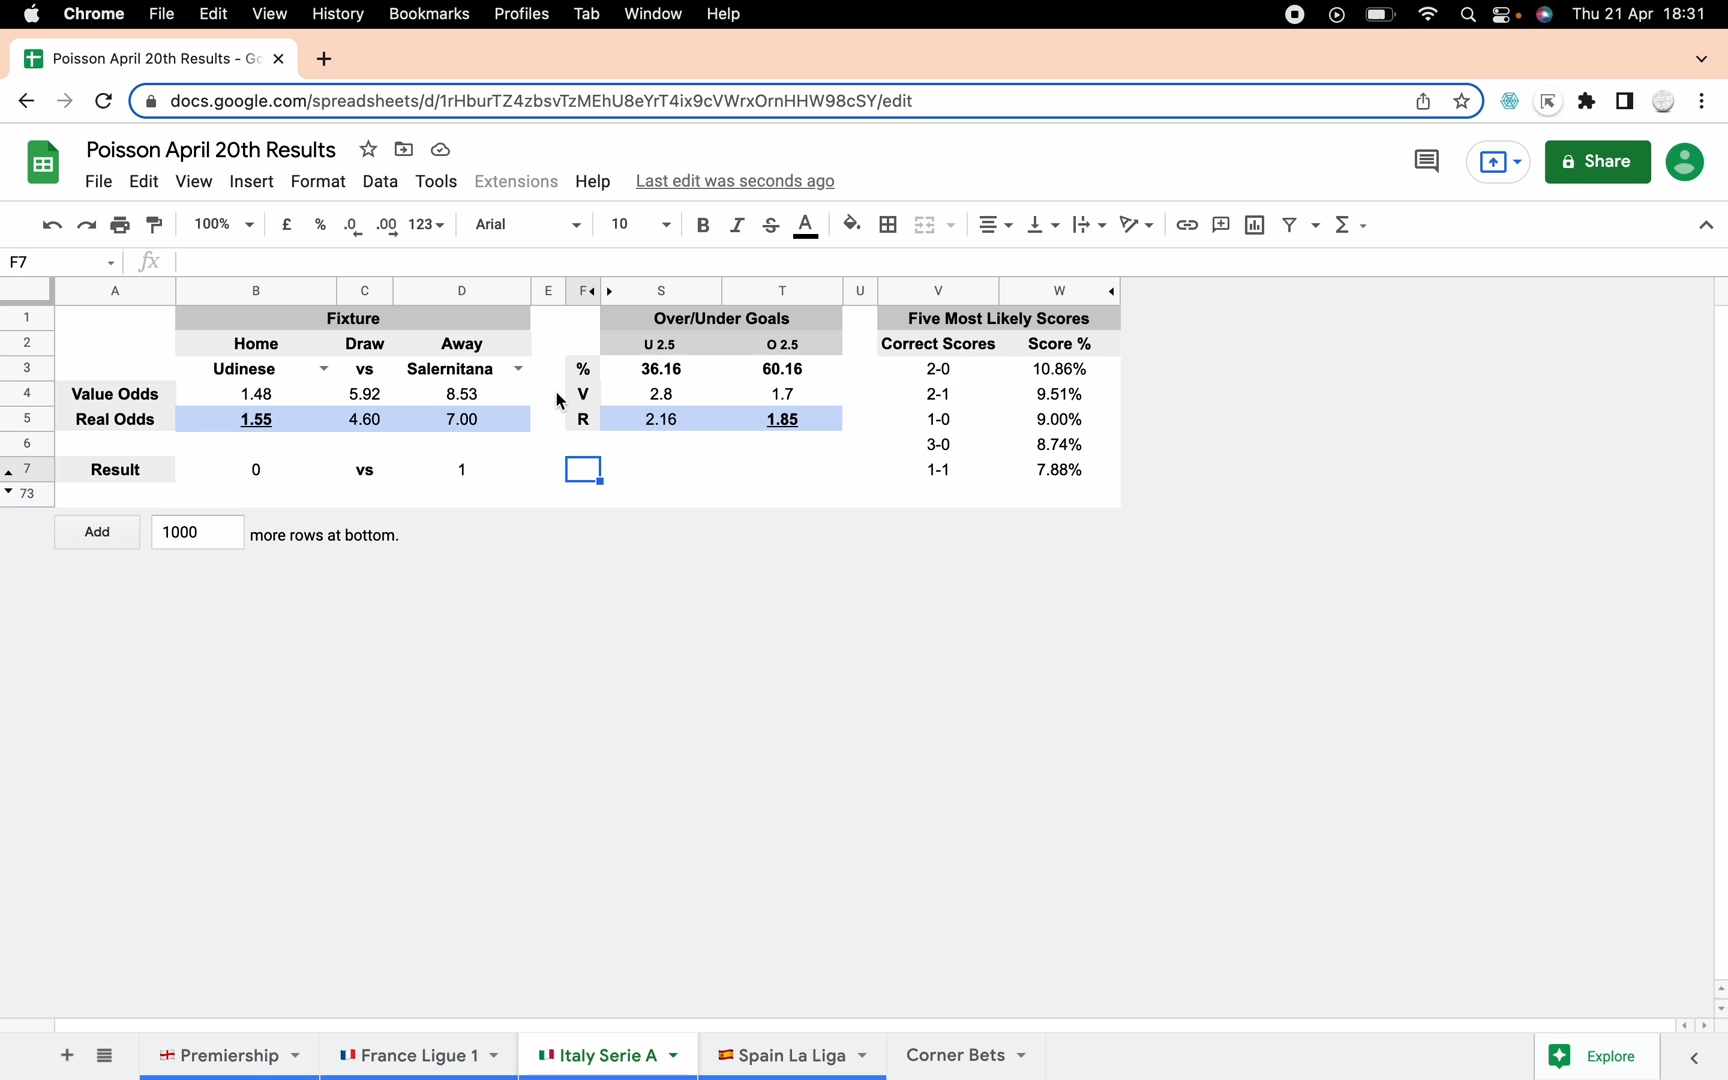 Chrome File Edit View History Bookmarks Profiles Tab Window Help Thu 21 Apr 18:31
Poisson April 20th Results - Go
docs.google.com/spreadsheets/d/1rHburTZ4zbsvTzMEhU8eYrT4ix9cVWrxOrnHHW98cSY/edit
Poisson April 20th Results
File Edit View Insert Format Data Tools Extensions Help Last edit was seconds ago
Share
100% £ % .0 .00 123 Arial 10 B I S A Σ
F7 fx
A B C D E F S T U V W
1 Fixture Over/Under Goals Five Most Likely Scores
2 Home Draw Away U 2.5 O 2.5 Correct Scores Score %
3 Udinese vs Salernitana % 36.16 60.16 2-0 10.86%
4 Value Odds 1.48 5.92 8.53 V 2.8 1.7 2-1 9.51%
5 Real Odds 1.55 4.60 7.00 R 2.16 1.85 1-0 9.00%
6 3-0 8.74%
7 Result 0 vs 1 1-1 7.88%
73
Add 1000 more rows at bottom.
Premiership France Ligue 1 Italy Serie A Spain La Liga Corner Bets Explore